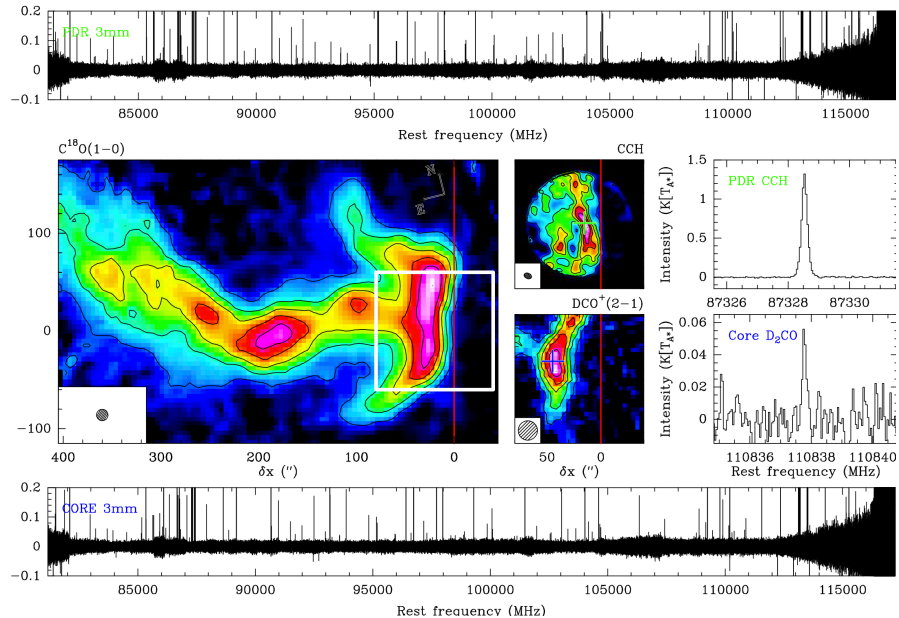 PDR 3mm
0.2
0.1
0
−0.1
85000 90000 95000 100000 105000 110000 115000
Rest frequency (MHz)
C¹⁸O(1−0)
N
E
100
0
−100
400 300 200 100 0
δx (″)
CCH
DCO⁺(2−1)
50 0
δx (″)
PDR CCH
Intensity (K[T_A*])
1.5
1
0.5
0
87326 87328 87330
Core D₂CO
Intensity (K[T_A*])
0.06
0.04
0.02
0
110836 110838 110840
Rest frequency (MHz)
CORE 3mm
0.2
0.1
0
−0.1
85000 90000 95000 100000 105000 110000 115000
Rest frequency (MHz)